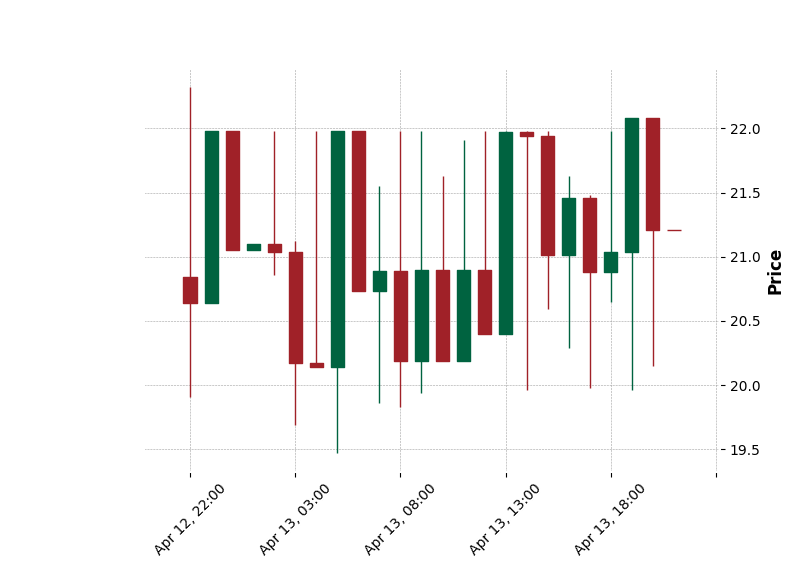 22.0
21.5
21.0
20.5
20.0
19.5
Price
Apr 12, 22:00
Apr 13, 03:00
Apr 13, 08:00
Apr 13, 13:00
Apr 13, 18:00